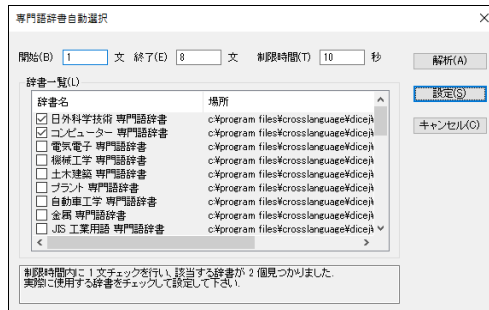 専門語辞書自動選択
開始(B) 1 文 終了(E) 8 文 制限時間(T) 10 秒
解析(A)
設定(S)
キャンセル(C)
辞書一覧(L)
辞書名 場所
日外科学技術 専門語辞書 c:¥program files¥crosslanguage¥dicejk
コンピューター 専門語辞書 c:¥program files¥crosslanguage¥dicejk
電気電子 専門語辞書 c:¥program files¥crosslanguage¥dicejk
機械工学 専門語辞書 c:¥program files¥crosslanguage¥dicejk
土木建築 専門語辞書 c:¥program files¥crosslanguage¥dicejk
プラント 専門語辞書 c:¥program files¥crosslanguage¥dicejk
自動車工学 専門語辞書 c:¥program files¥crosslanguage¥dicejk
金属 専門語辞書 c:¥program files¥crosslanguage¥dicejk
JIS 工業用語 専門語辞書 c:¥program files¥crosslanguage¥dicejk
制限時間内に 1 文チェックを行い、該当する辞書が 2 個見つかりました.
実際に使用する辞書をチェックして設定して下さい.